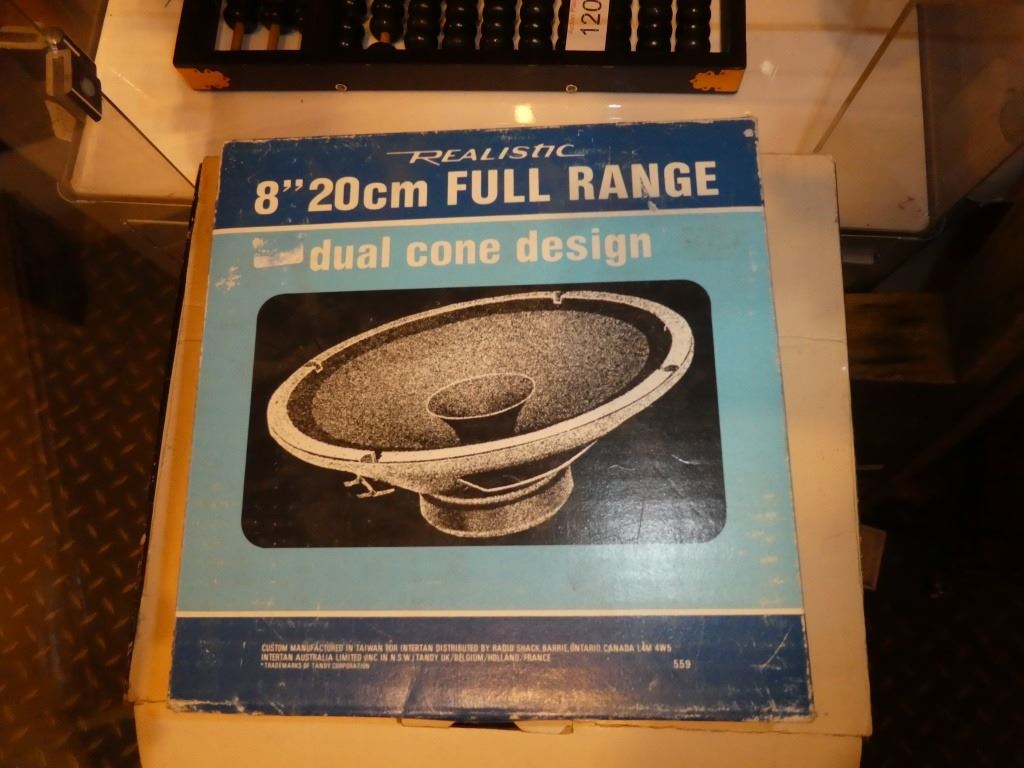 120
REALISTIC
8” 20cm FULL RANGE
dual cone design
CUSTOM MANUFACTURED IN TAIWAN FOR INTERTAN DISTRIBUTED BY RADIO SHACK, BARRIE, ONTARIO, CANADA L4M 4W5
INTERTAN AUSTRALIA LIMITED (INC IN N.S.W.) TANDY UK/BELGIUM/HOLLAND/FRANCE
*TRADEMARKS OF TANDY CORPORATION
559